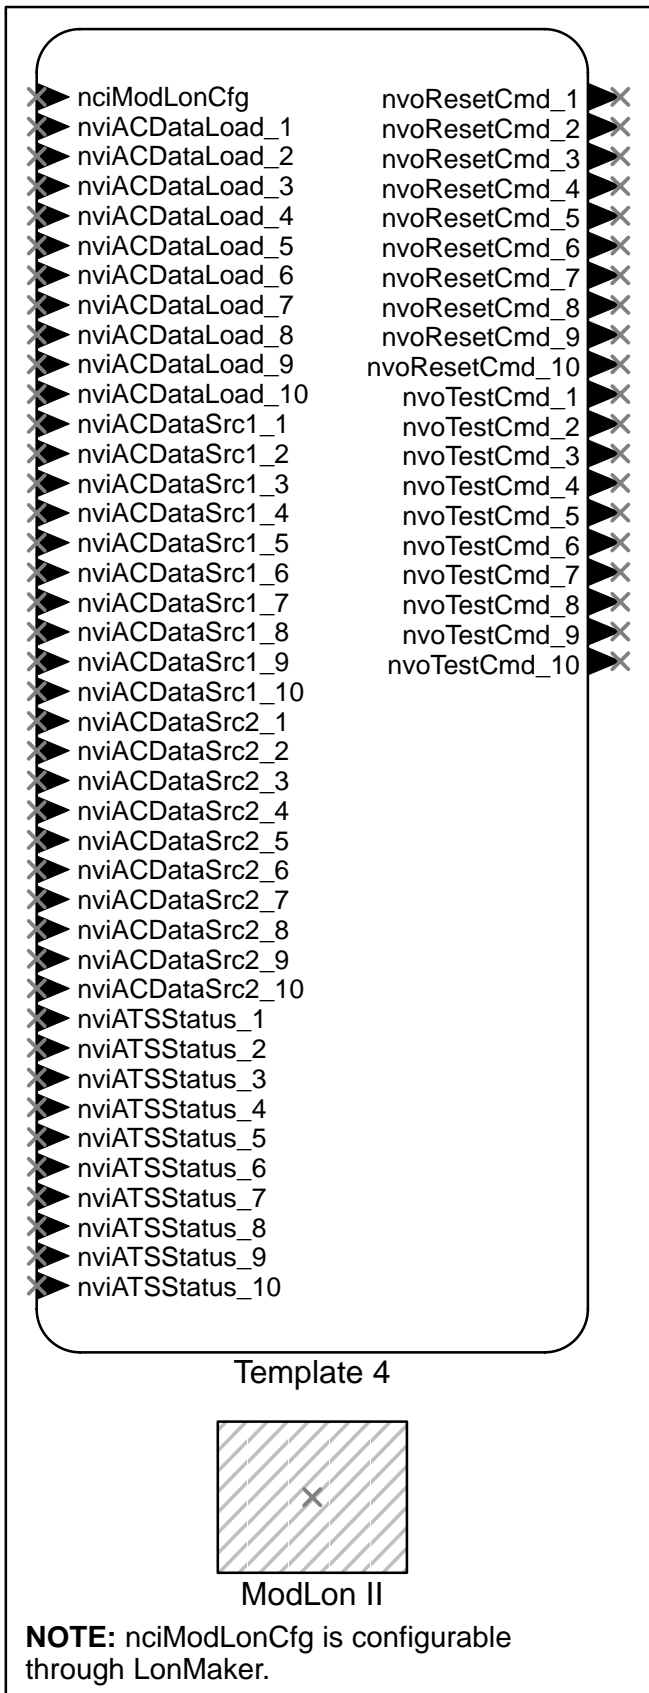 nciModLonCfg
nviACDataLoad_1
nviACDataLoad_2
nviACDataLoad_3
nviACDataLoad_4
nviACDataLoad_5
nviACDataLoad_6
nviACDataLoad_7
nviACDataLoad_8
nviACDataLoad_9
nviACDataLoad_10
nviACDataSrc1_1
nviACDataSrc1_2
nviACDataSrc1_3
nviACDataSrc1_4
nviACDataSrc1_5
nviACDataSrc1_6
nviACDataSrc1_7
nviACDataSrc1_8
nviACDataSrc1_9
nviACDataSrc1_10
nviACDataSrc2_1
nviACDataSrc2_2
nviACDataSrc2_3
nviACDataSrc2_4
nviACDataSrc2_5
nviACDataSrc2_6
nviACDataSrc2_7
nviACDataSrc2_8
nviACDataSrc2_9
nviACDataSrc2_10
nviATSStatus_1
nviATSStatus_2
nviATSStatus_3
nviATSStatus_4
nviATSStatus_5
nviATSStatus_6
nviATSStatus_7
nviATSStatus_8
nviATSStatus_9
nviATSStatus_10
nvoResetCmd_1
nvoResetCmd_2
nvoResetCmd_3
nvoResetCmd_4
nvoResetCmd_5
nvoResetCmd_6
nvoResetCmd_7
nvoResetCmd_8
nvoResetCmd_9
nvoResetCmd_10
nvoTestCmd_1
nvoTestCmd_2
nvoTestCmd_3
nvoTestCmd_4
nvoTestCmd_5
nvoTestCmd_6
nvoTestCmd_7
nvoTestCmd_8
nvoTestCmd_9
nvoTestCmd_10
Template 4
ModLon II
NOTE: nciModLonCfg is configurable
through LonMaker.